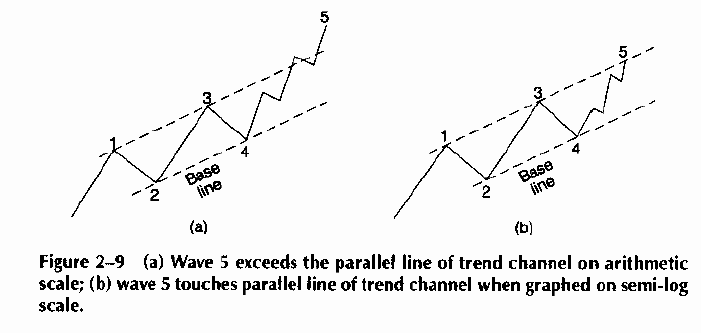 5
3
1
4
2
Base
line
(a)
5
3
1
4
2
Base
line
(b)
Figure 2–9 (a) Wave 5 exceeds the parallel line of trend channel on arithmetic
scale; (b) wave 5 touches parallel line of trend channel when graphed on semi-log
scale.